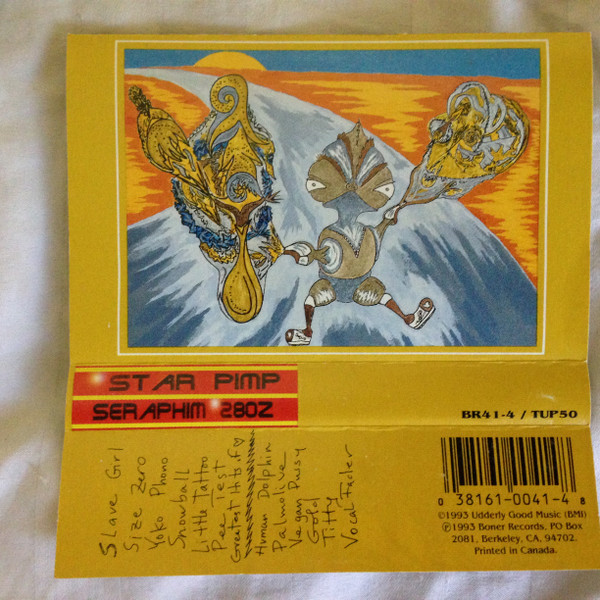 STAR PIMP
SERAPHIM 280Z
BR41-4 / TUP50
Slave Girl
Size Zero
Yoko Phono
Snowball
Little Tattoo
Pee Test
Greatest Hits
Human Dolphin
Palmolive
Vegan Pussy
Gold
Titty
Vocal Fader
0 38161-0041-4 8
©1993 Udderly Good Music (BMI)
℗1993 Boner Records, PO Box
2081, Berkeley, CA, 94702.
Printed in Canada.